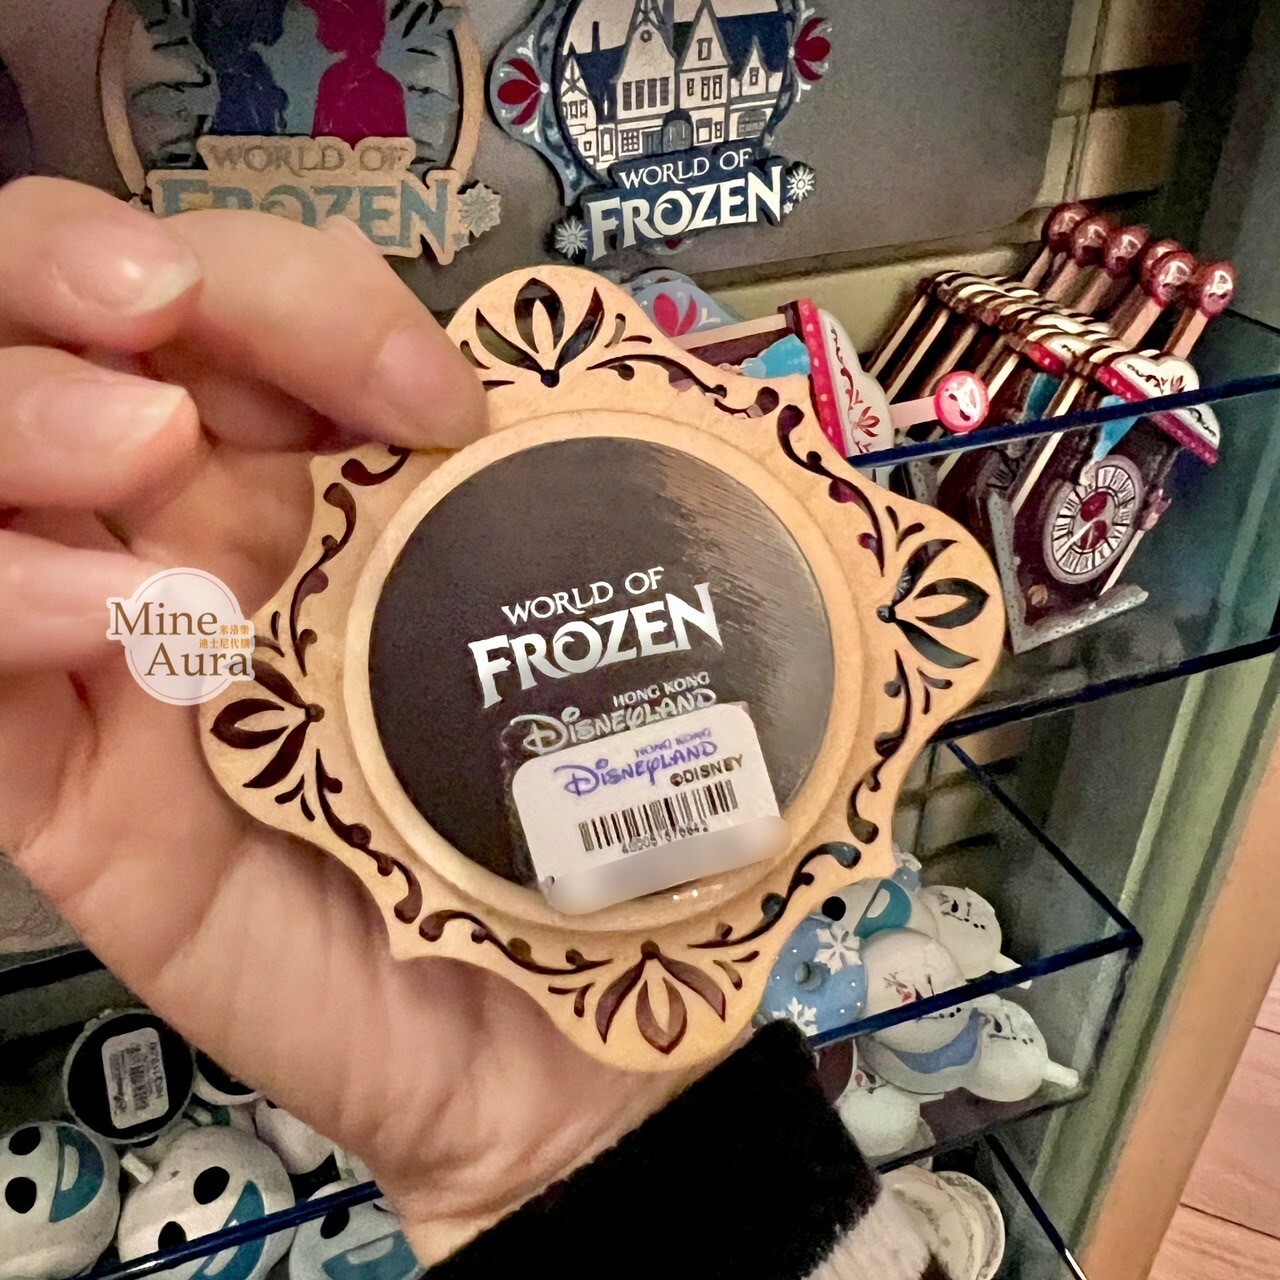 WORLD OF
FROZEN
WORLD OF
FROZEN
Mine
米洛樂
迪士尼代購
Aura
WORLD OF
FROZEN
HONG KONG
DISNEYLAND
HONG KONG
DISNEYLAND
©DISNEY